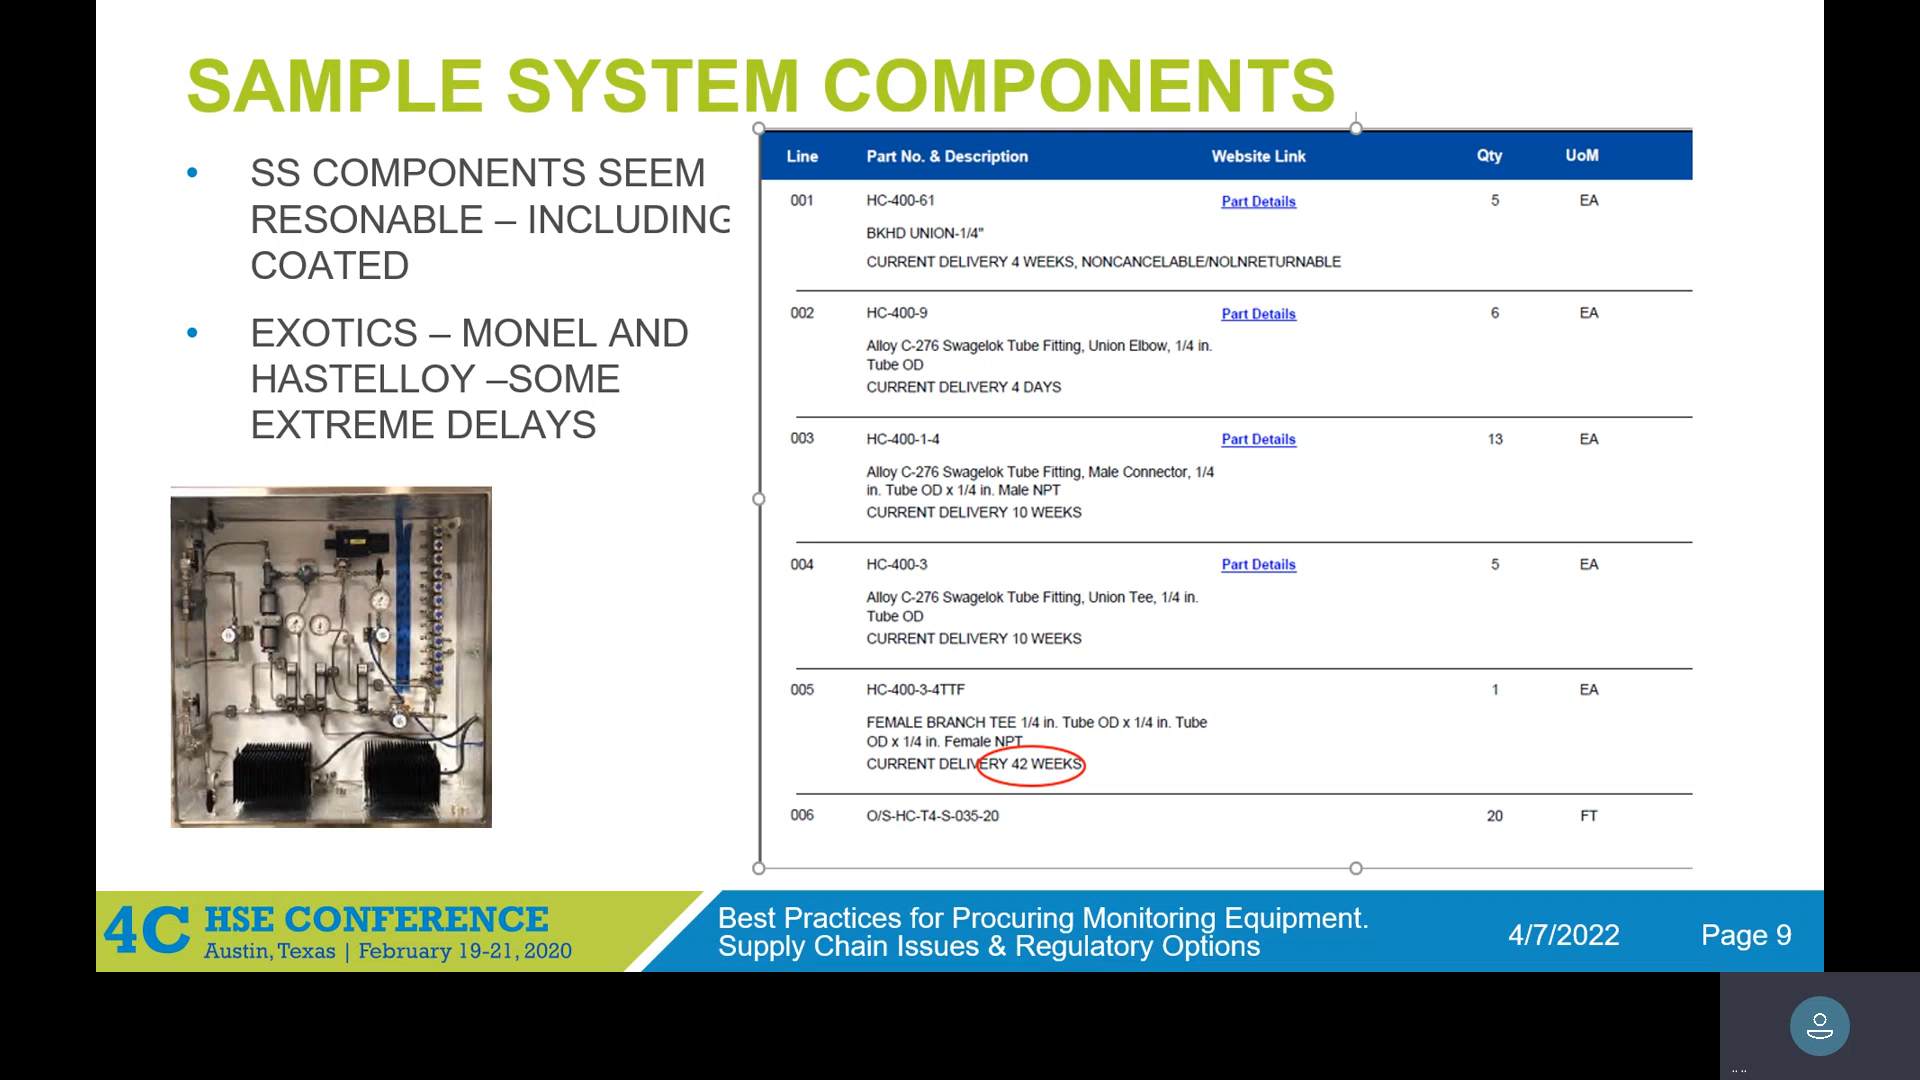 SAMPLE SYSTEM COMPONENTS
• SS COMPONENTS SEEM
RESONABLE – INCLUDING
COATED
• EXOTICS – MONEL AND
HASTELLOY –SOME
EXTREME DELAYS
Line Part No. & Description Website Link Qty UoM
001 HC-400-61 Part Details 5 EA
BKHD UNION-1/4"
CURRENT DELIVERY 4 WEEKS, NONCANCELABLE/NOLNRETURNABLE
002 HC-400-9 Part Details 6 EA
Alloy C-276 Swagelok Tube Fitting, Union Elbow, 1/4 in.
Tube OD
CURRENT DELIVERY 4 DAYS
003 HC-400-1-4 Part Details 13 EA
Alloy C-276 Swagelok Tube Fitting, Male Connector, 1/4
in. Tube OD x 1/4 in. Male NPT
CURRENT DELIVERY 10 WEEKS
004 HC-400-3 Part Details 5 EA
Alloy C-276 Swagelok Tube Fitting, Union Tee, 1/4 in.
Tube OD
CURRENT DELIVERY 10 WEEKS
005 HC-400-3-4TTF 1 EA
FEMALE BRANCH TEE 1/4 in. Tube OD x 1/4 in. Tube
OD x 1/4 in. Female NPT
CURRENT DELIVERY 42 WEEKS
006 O/S-HC-T4-S-035-20 20 FT
4C HSE CONFERENCE
Austin, Texas | February 19-21, 2020
Best Practices for Procuring Monitoring Equipment.
Supply Chain Issues & Regulatory Options
4/7/2022 Page 9